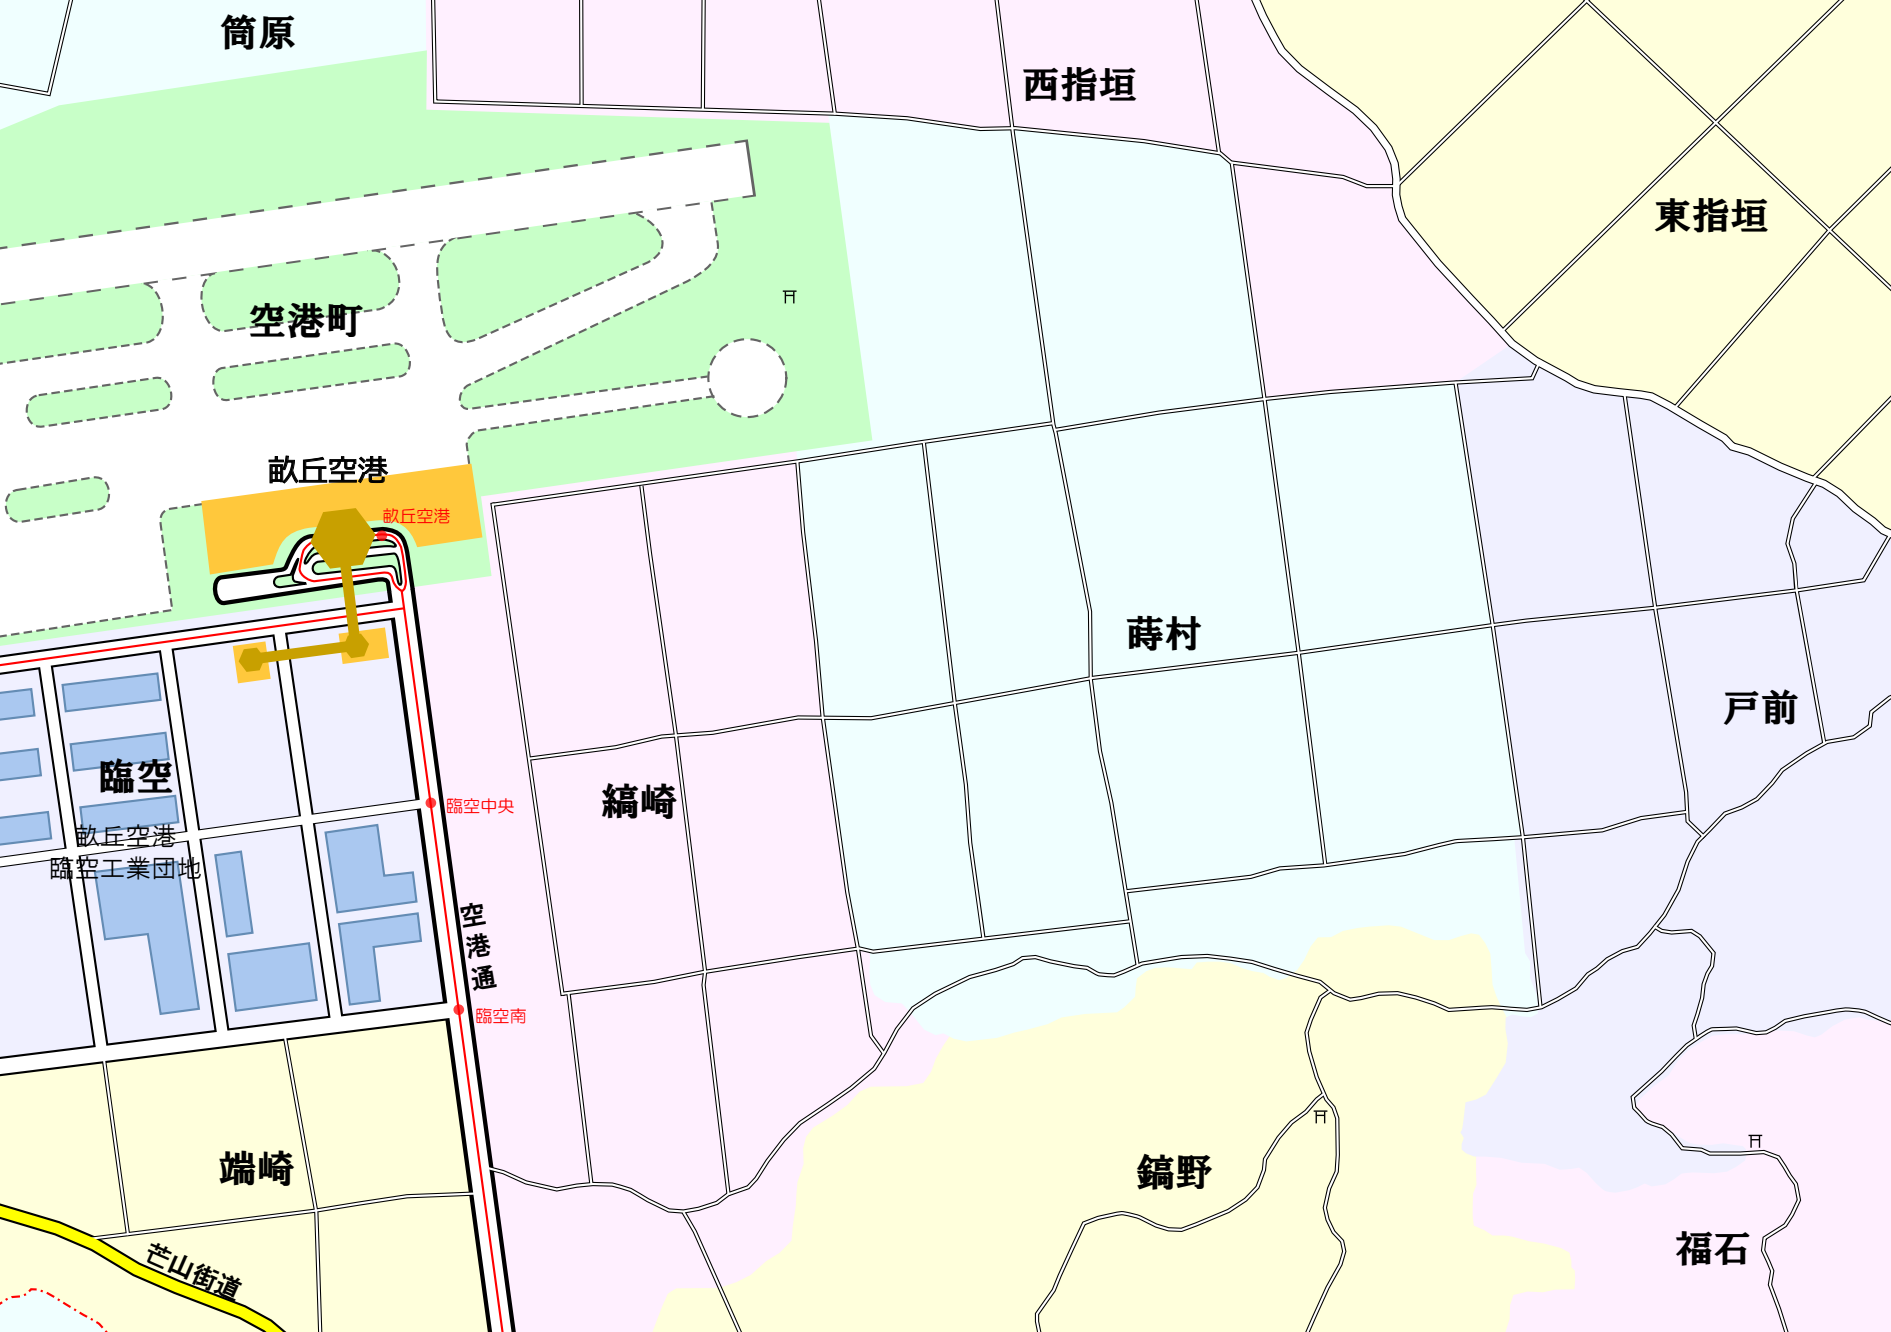 筒原
西指垣
東指垣
空港町
畝丘空港
畝丘空港
蒔村
戸前
臨空
縞崎
臨空中央
畝丘空港
臨空工業団地
空港通
臨空南
端崎
鎬野
福石
芒山街道